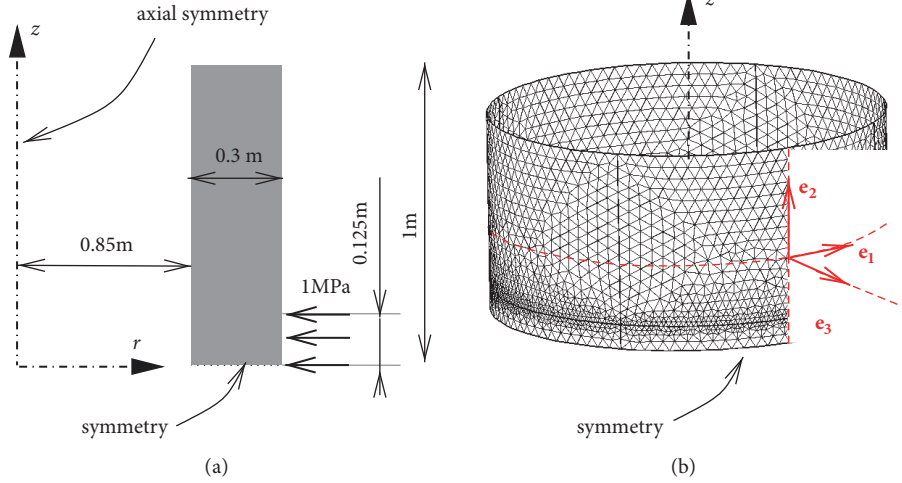 z
axial symmetry
0.3 m
0.125m
1m
0.85m
1MPa
r
symmetry
(a)
z
e2
e1
e3
symmetry
(b)